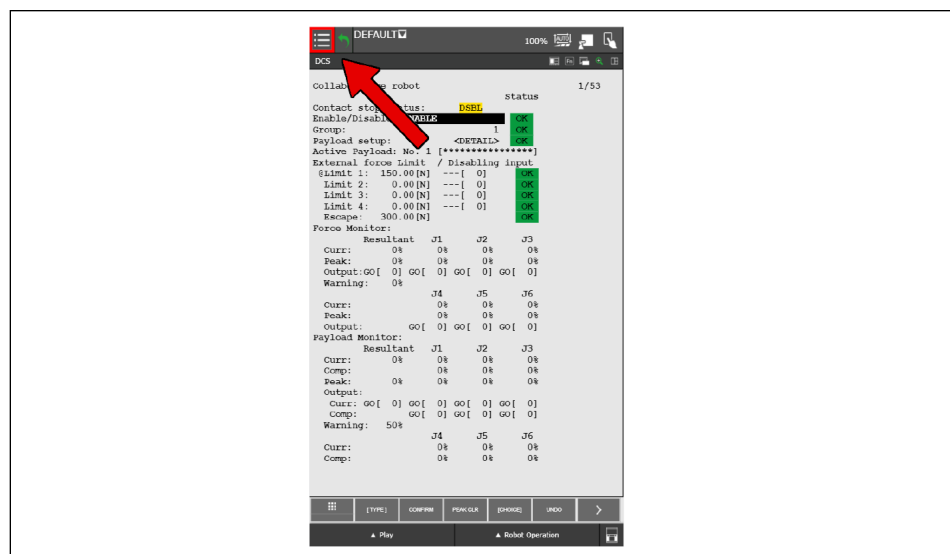 DEFAULT
100% AUTO
DCS Fn
robot 1/53
status
Contact stop status: DSBL
Enable/Disable OK
Group: 1 OK
Payload setup: <DETAIL> OK
Active Payload: No. 1 [****************]
External force Limit / Disabling input
@Limit 1: 150.00[N] ---[ 0] OK
Limit 2: 0.00[N] ---[ 0] OK
Limit 3: 0.00[N] ---[ 0] OK
Limit 4: 0.00[N] ---[ 0] OK
Escape: 300.00[N] OK
Force Monitor:
Resultant J1 J2 J3
Curr: 0% 0% 0% 0%
Peak: 0% 0% 0% 0%
Output:GO[ 0] GO[ 0] GO[ 0] GO[ 0]
Warning: 0%
J4 J5 J6
Curr: 0% 0% 0%
Peak: 0% 0% 0%
Output: GO[ 0] GO[ 0] GO[ 0]
Payload Monitor:
Resultant J1 J2 J3
Curr: 0% 0% 0% 0%
Comp: 0% 0% 0%
Peak: 0% 0% 0% 0%
Output:
Curr: GO[ 0] GO[ 0] GO[ 0] GO[ 0]
Comp: GO[ 0] GO[ 0] GO[ 0]
Warning: 50%
J4 J5 J6
Curr: 0% 0% 0%
Comp: 0% 0% 0%
[TYPE] CONFIRM PEAK CLR [CHOICE] UNDO >
▲ Play ▲ Robot Operation